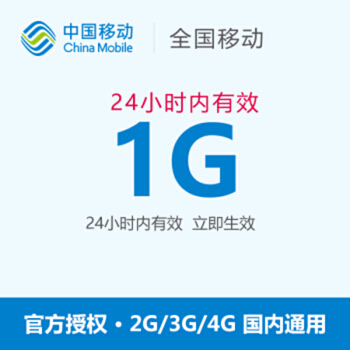 中国移动
China Mobile
全国移动
24小时内有效
1G
24小时内有效 立即生效
官方授权·2G/3G/4G 国内通用